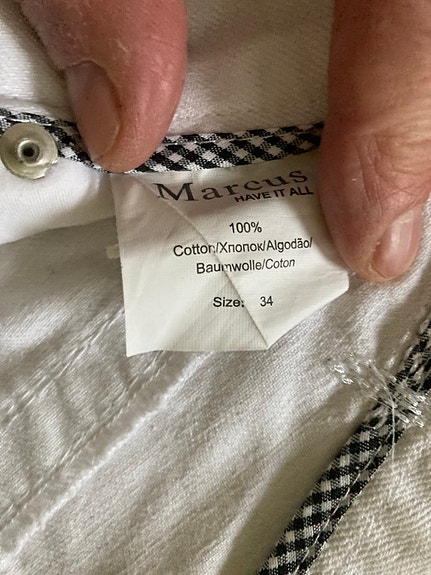 Marcus
HAVE IT ALL
100%
Cotton/Хлопок/Algodão/
Baumwolle/Coton
Size: 34